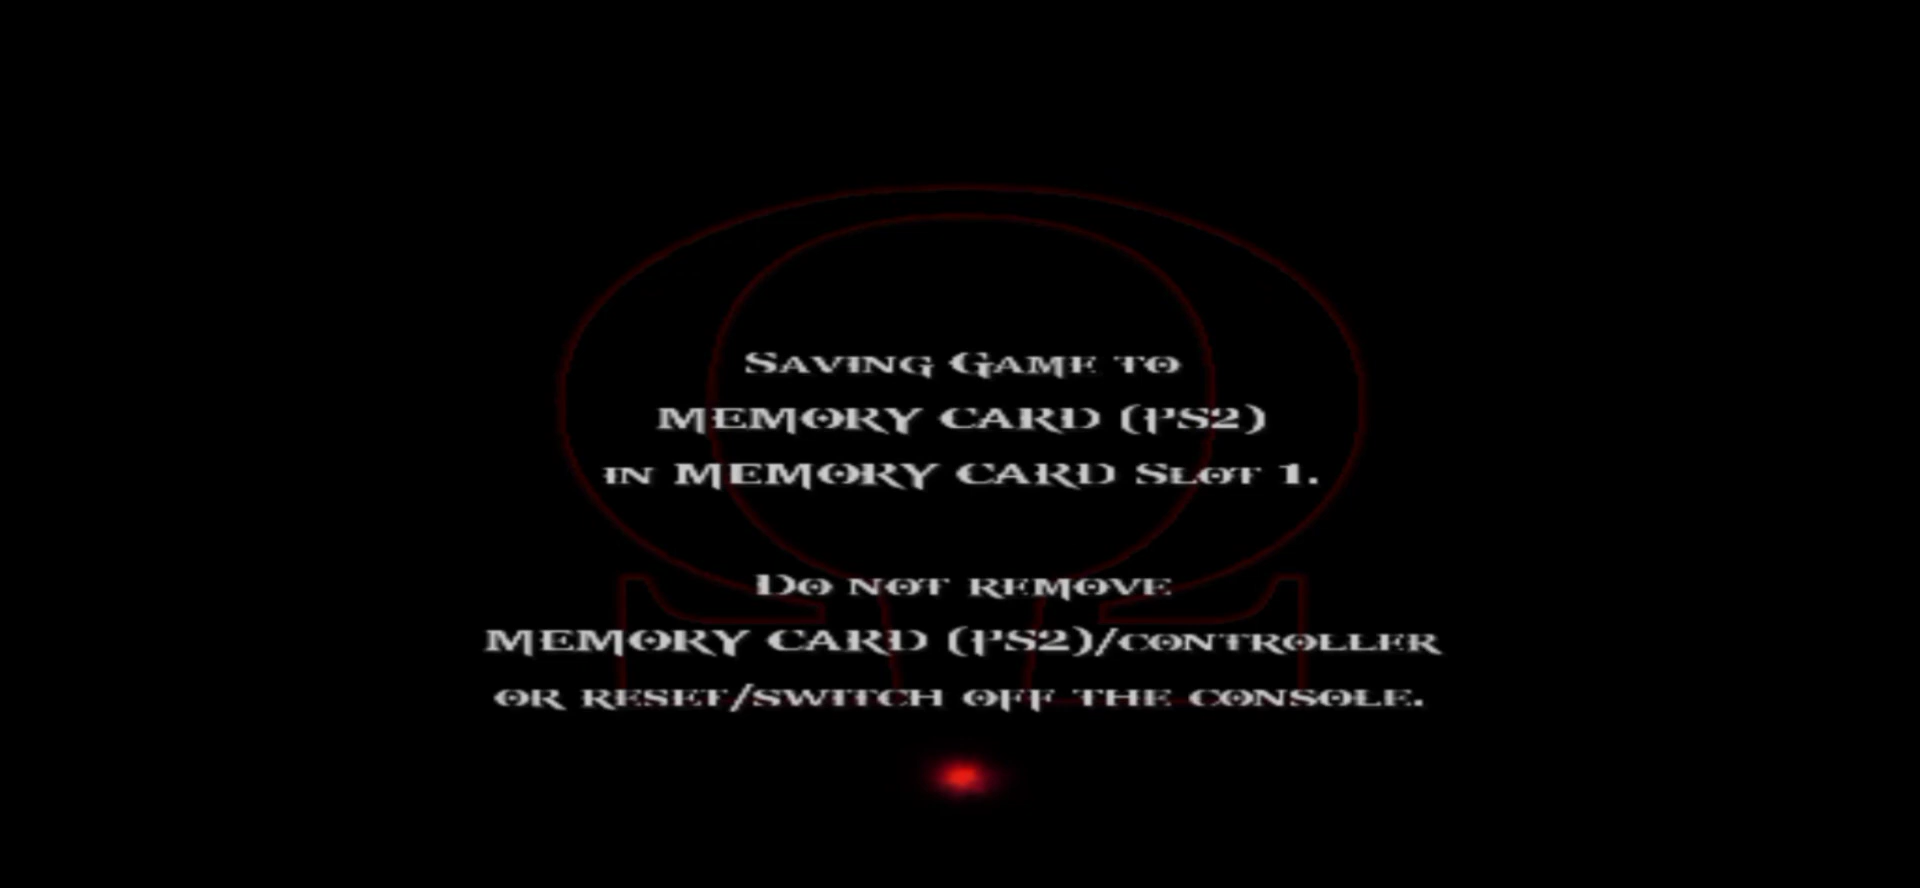 Saving Game to
MEMORY CARD (PS2)
in MEMORY CARD Slot 1.
Do not remove
MEMORY CARD (PS2)/controller
or reset/switch off the console.